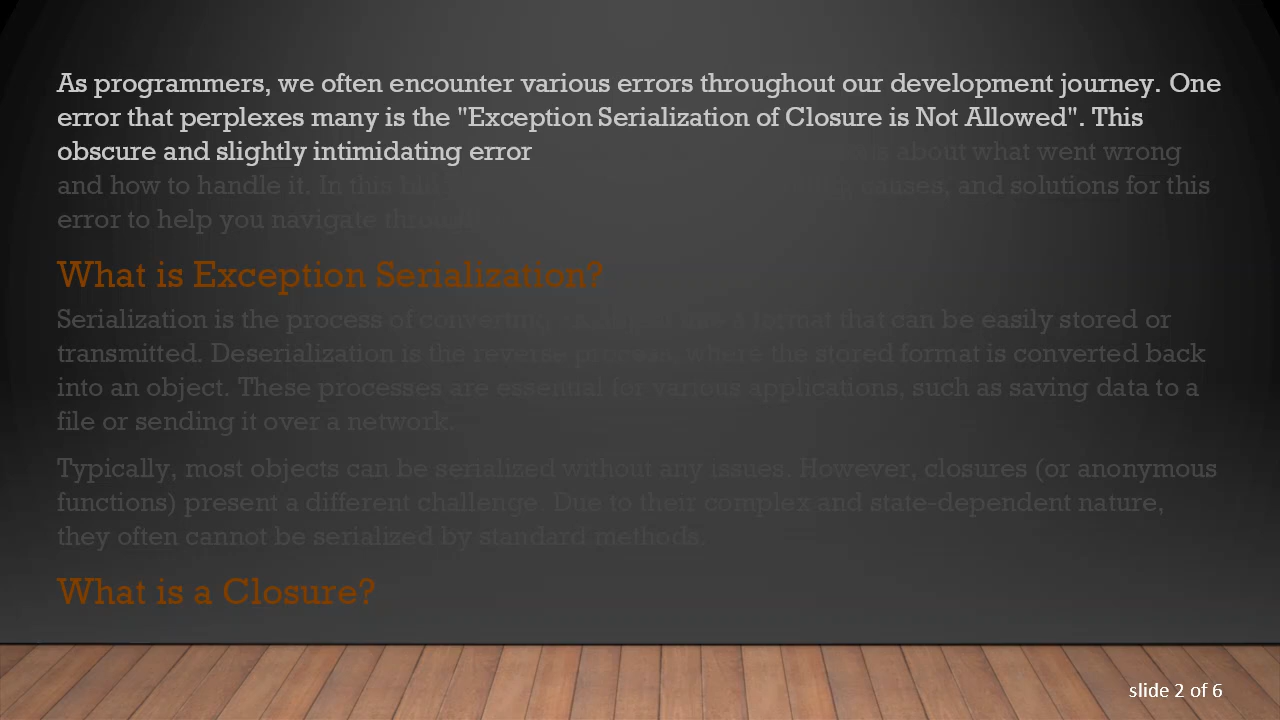 As programmers, we often encounter various errors throughout our development journey. One
error that perplexes many is the "Exception Serialization of Closure is Not Allowed". This
obscure and slightly intimidating error about what went wrong
and how to handle it. In this causes, and solutions for this
error to help you navigate through
What is Exception Serialization?
Serialization is the process of converting format that can be easily stored or
transmitted. Deserialization is the reverse process, where the stored format is converted back
into an object. These processes are essential for various applications, such as saving data to a
file or sending it over a network.
Typically, most objects can be serialized without any issues. However, closures (or anonymous
functions) present a different challenge. Due to their complex and state-dependent nature,
they often cannot be serialized by standard methods.
What is a Closure?
slide 2 of 6